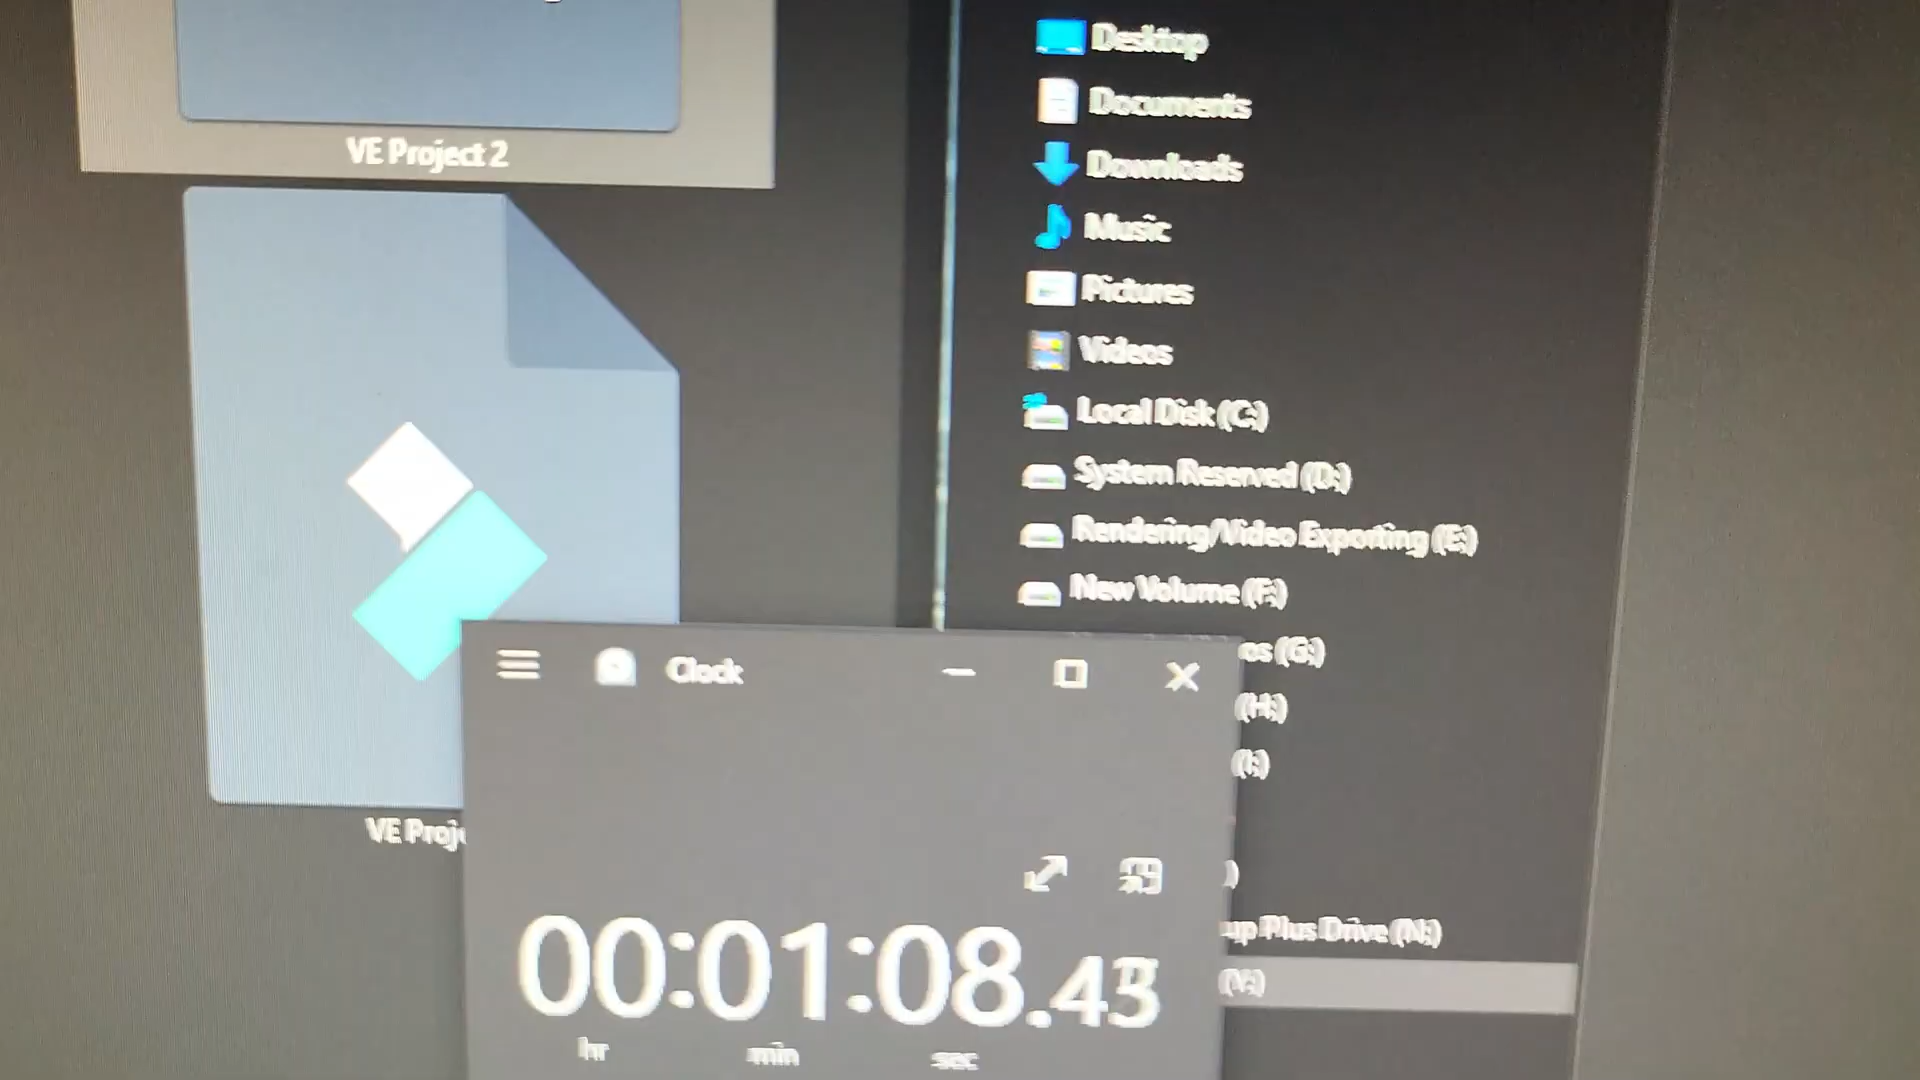 VE Project 2
VE Proje
Desktop
Documents
Downloads
Music
Pictures
Videos
Local Disk (C:)
System Reserved (D:)
Rendering/Video Exporting (E:)
New Volume (F:)
os (G:)
(H:)
(I:)
)
up Plus Drive (N:)
(V:)
Clock
00:01:08.43
hr min sec